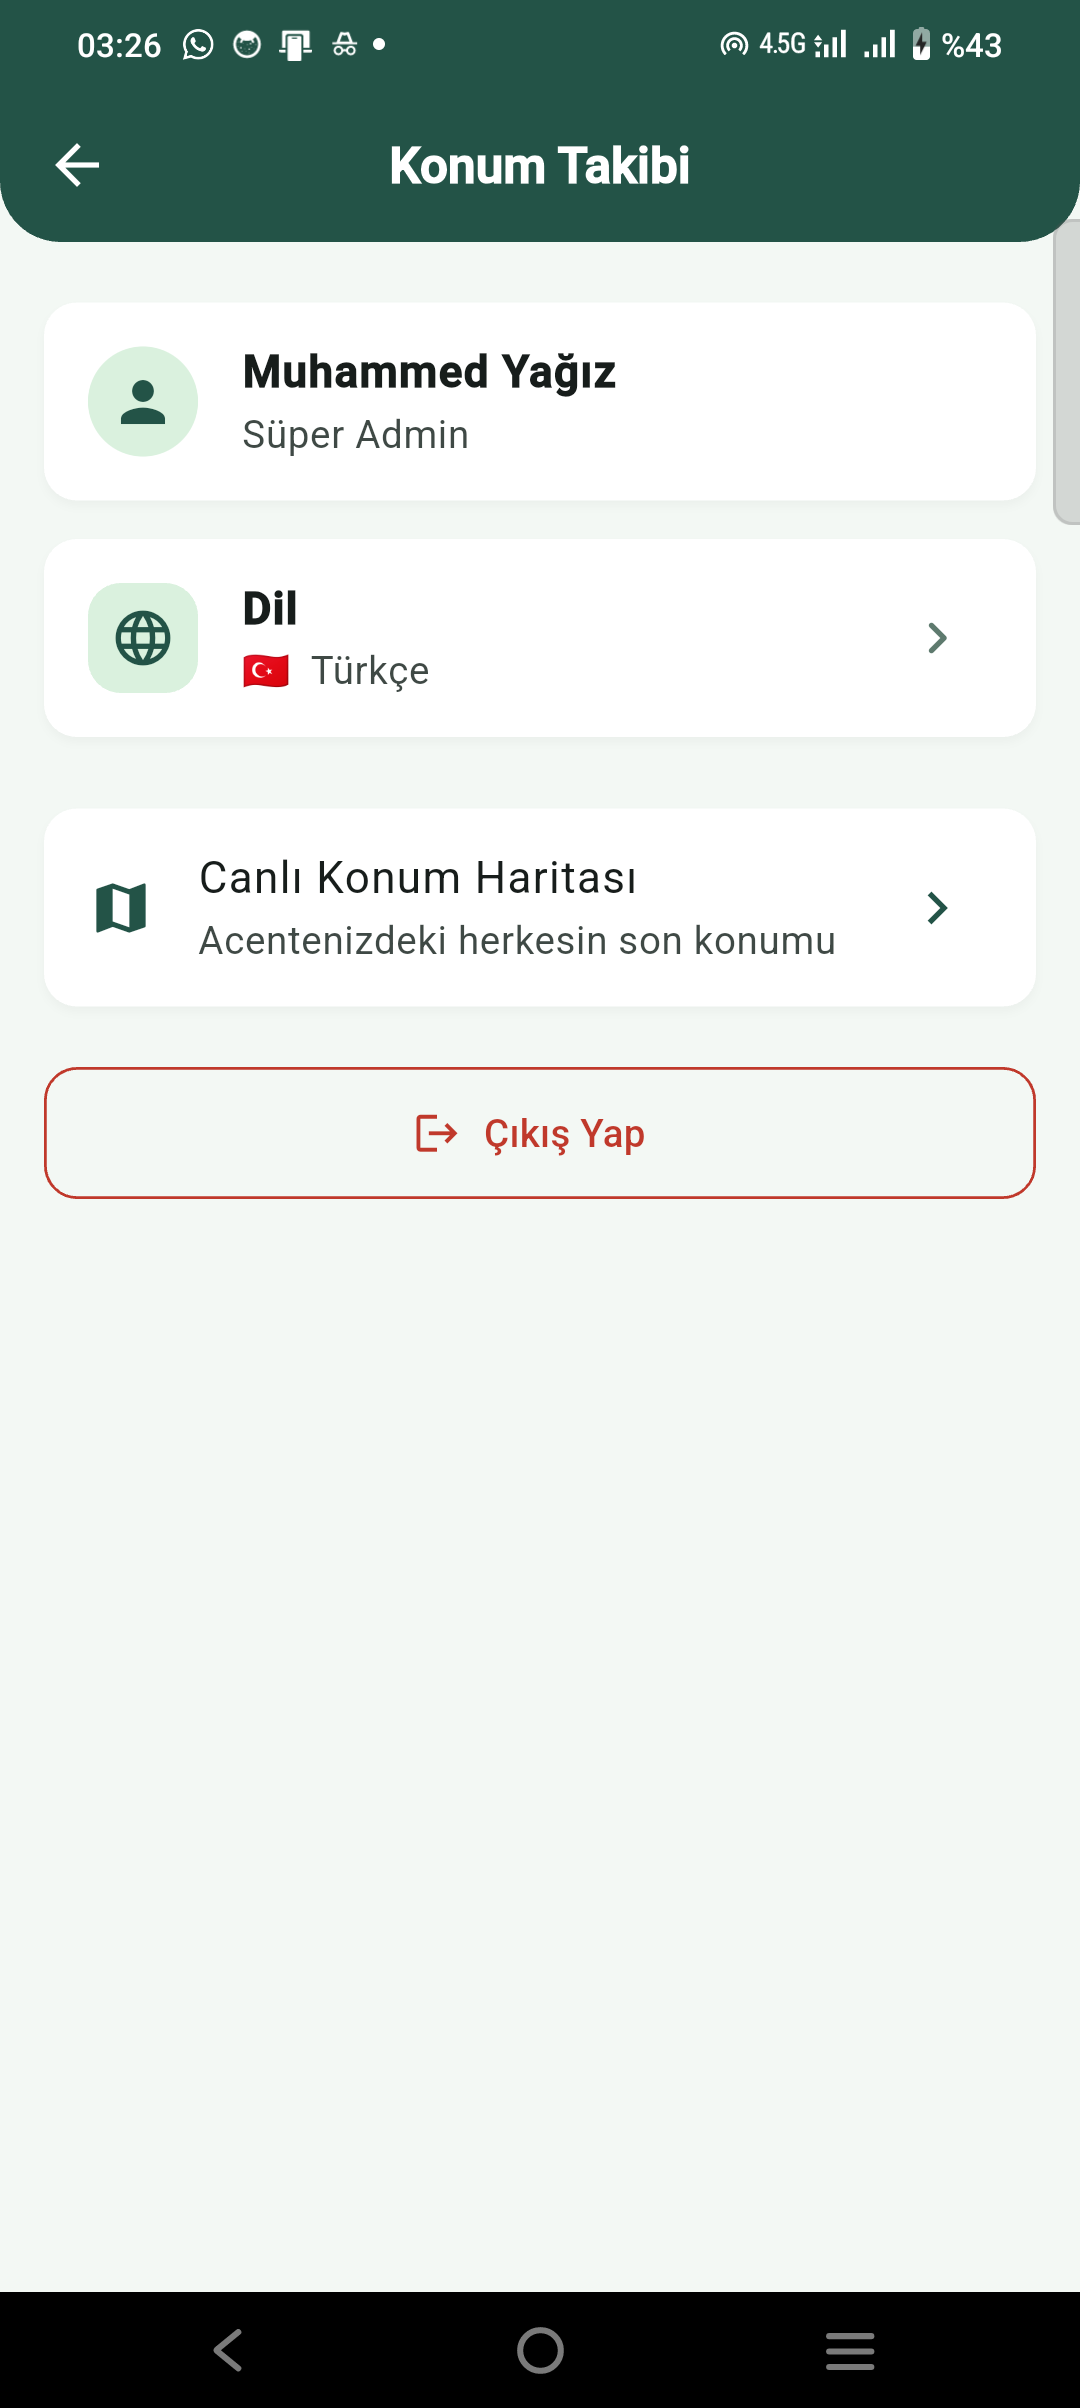 03:26 4.5G %43
Konum Takibi
Muhammed Yağız
Süper Admin
Dil
🇹🇷 Türkçe
Canlı Konum Haritası
Acentenizdeki herkesin son konumu
Çıkış Yap